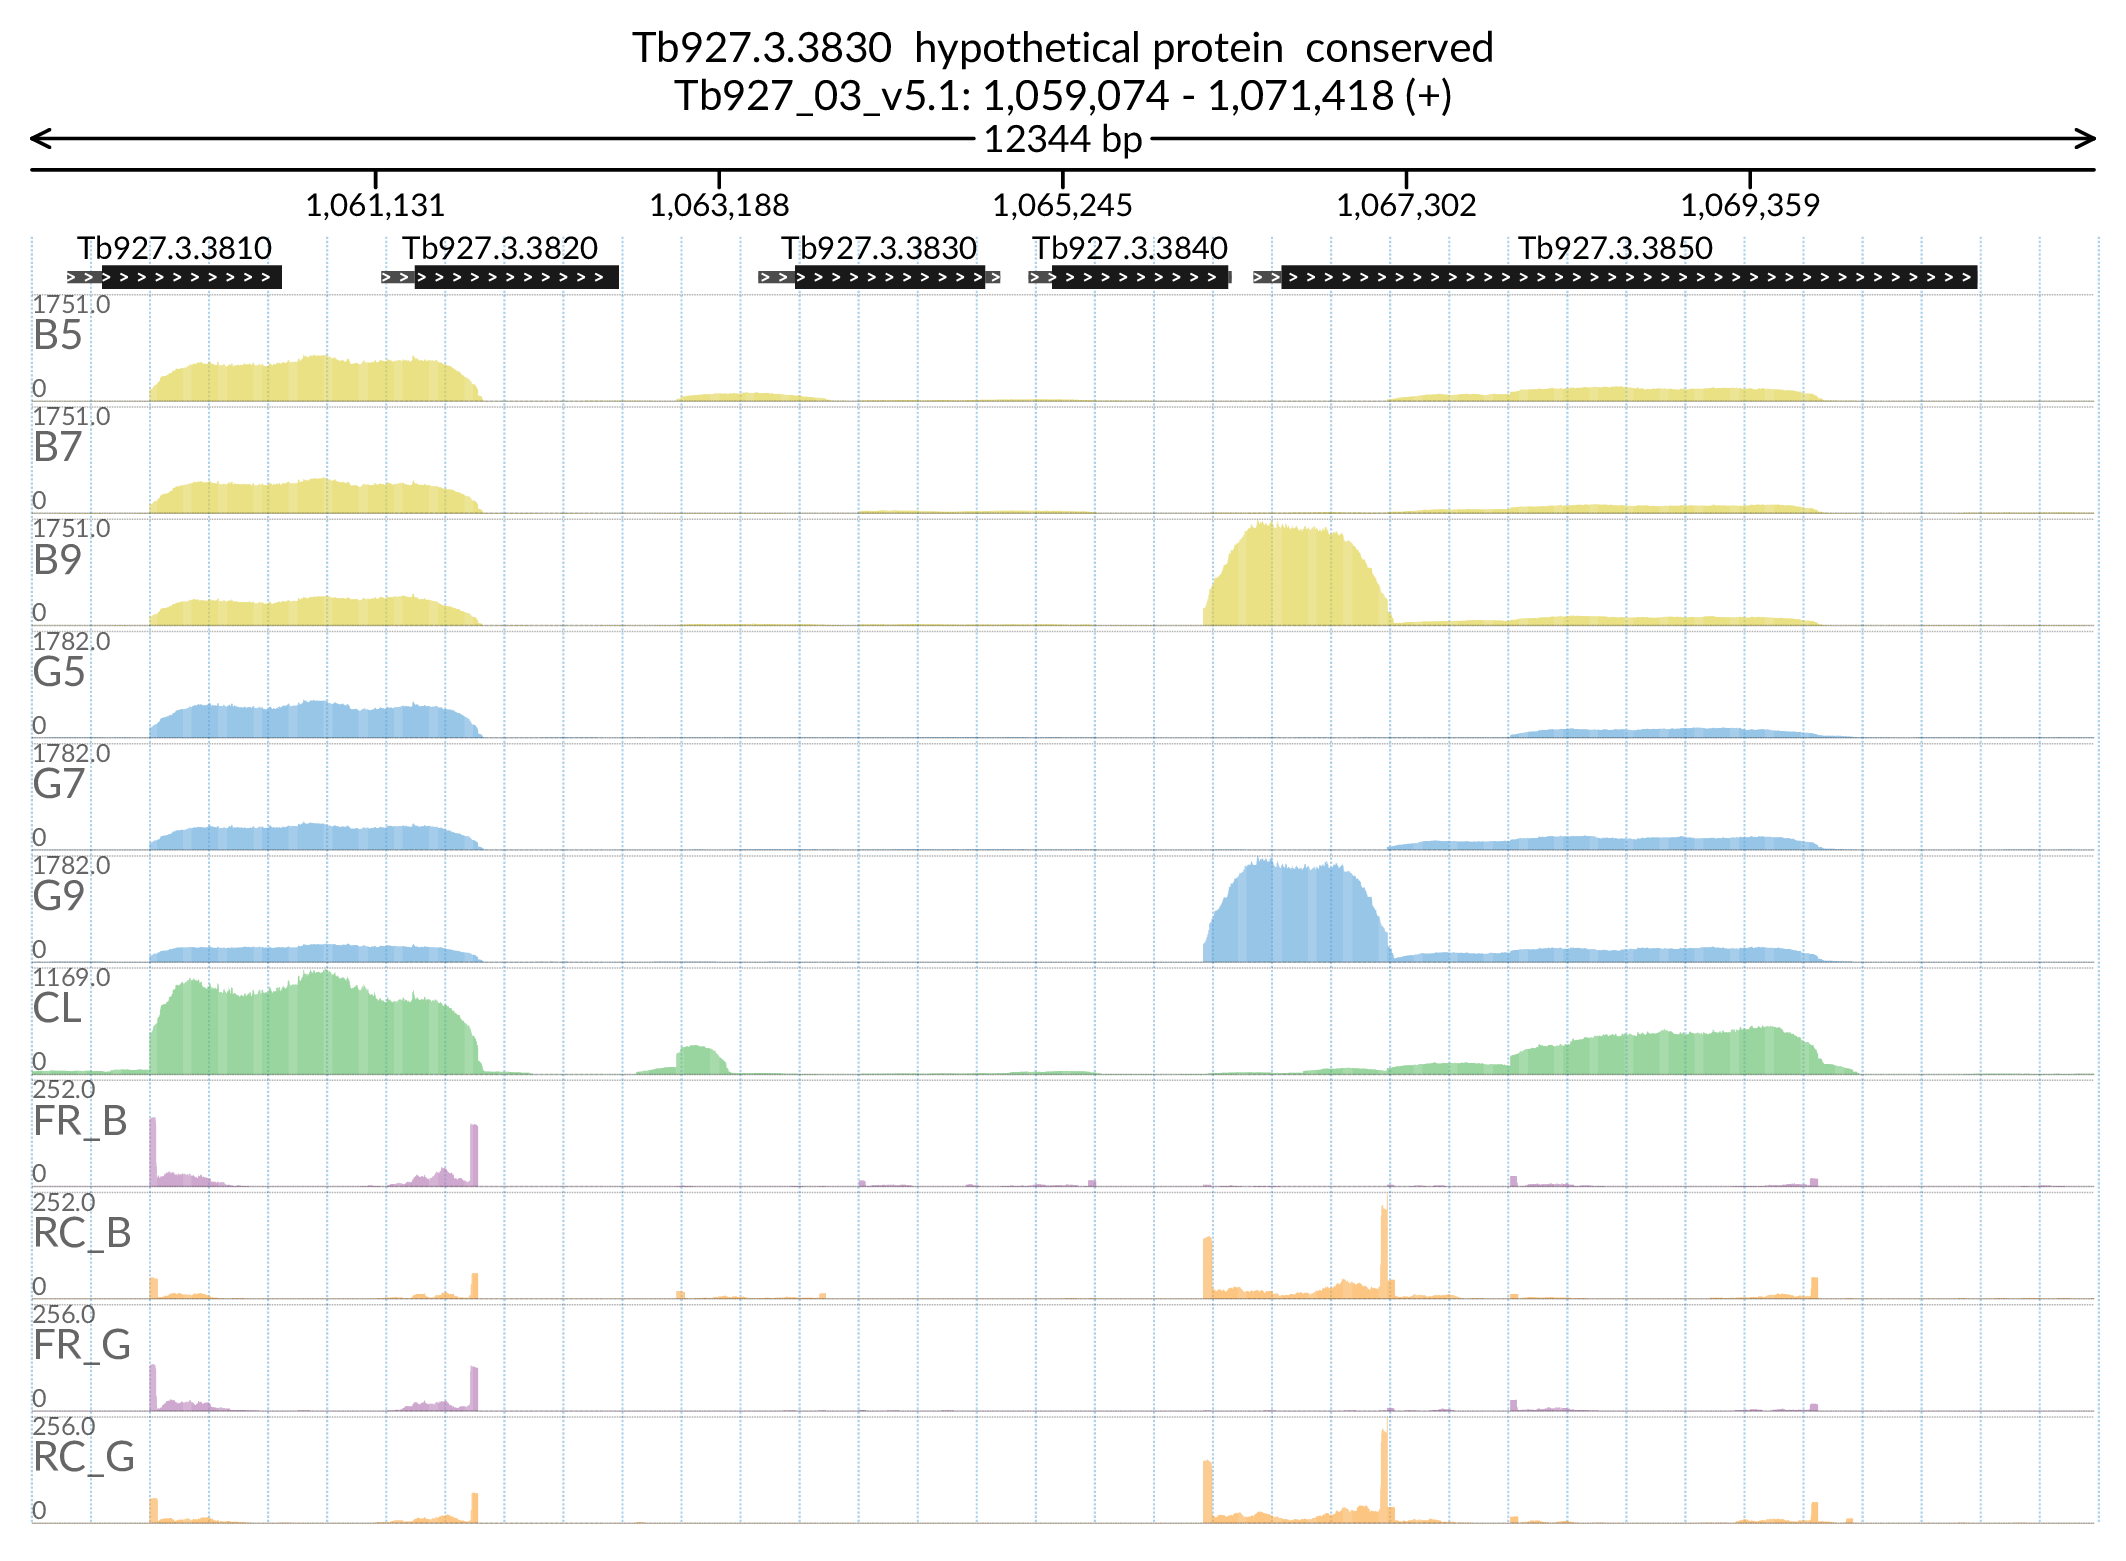 Tb927.3.3830 hypothetical protein conserved
Tb927_03_v5.1: 1,059,074 - 1,071,418 (+)
12344 bp
1,061,131 1,063,188 1,065,245 1,067,302 1,069,359
Tb927.3.3810 Tb927.3.3820 Tb927.3.3830 Tb927.3.3840 Tb927.3.3850
1751.0
B5
0
1751.0
B7
0
1751.0
B9
0
1782.0
G5
0
1782.0
G7
0
1782.0
G9
0
1169.0
CL
0
252.0
FR_B
0
252.0
RC_B
0
256.0
FR_G
0
256.0
RC_G
0